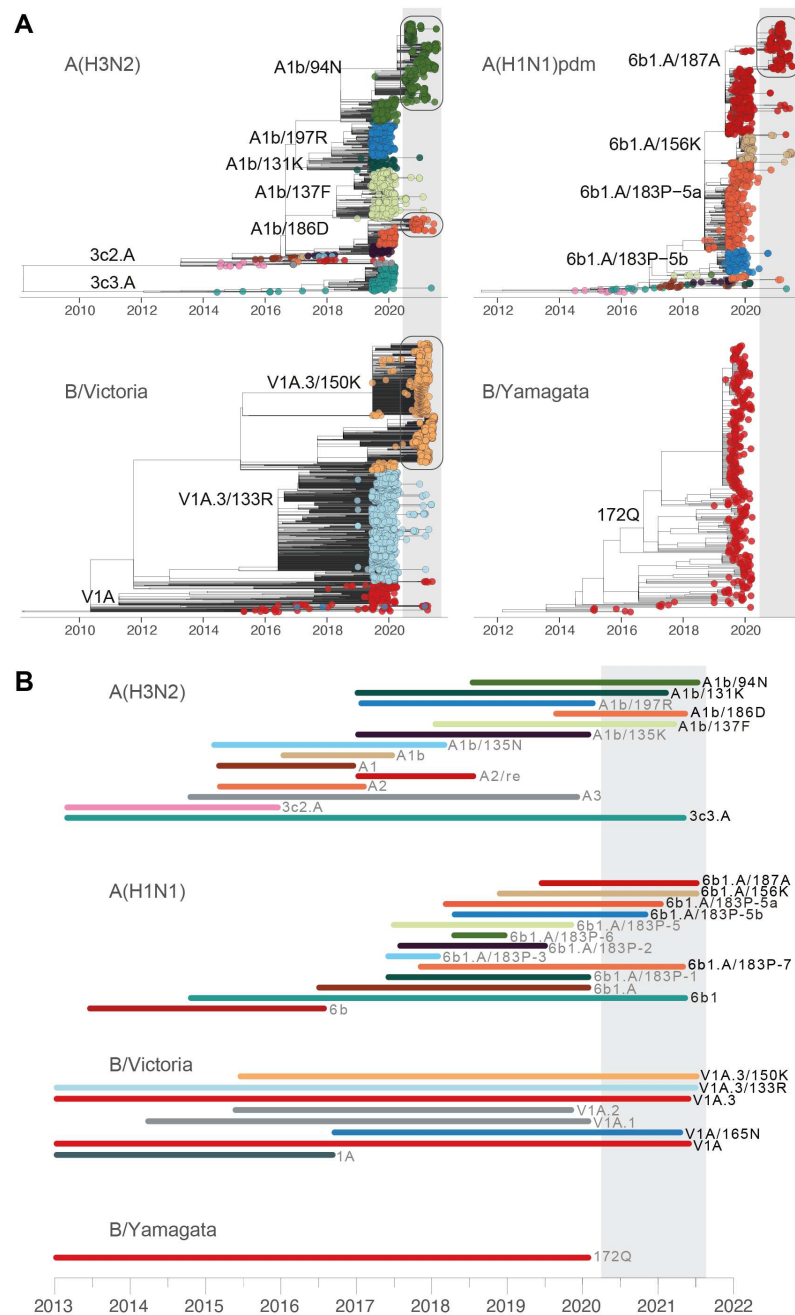 A
A(H3N2)
A1b/94N
A1b/197R
A1b/131K
A1b/137F
A1b/186D
3c2.A
3c3.A
2010 2012 2014 2016 2018 2020
A(H1N1)pdm
6b1.A/187A
6b1.A/156K
6b1.A/183P−5a
6b1.A/183P−5b
2012 2014 2016 2018 2020
B/Victoria
V1A.3/150K
V1A.3/133R
V1A
2010 2012 2014 2016 2018 2020
B/Yamagata
172Q
2012 2014 2016 2018 2020
B
A(H3N2)
A1b/94N
A1b/131K
A1b/197R
A1b/186D
A1b/137F
A1b/135K
A1b/135N
A1b
A1
A2/re
A2
A3
3c2.A
3c3.A
A(H1N1)
6b1.A/187A
6b1.A/156K
6b1.A/183P-5a
6b1.A/183P-5b
6b1.A/183P-5
6b1.A/183P-6
6b1.A/183P-2
6b1.A/183P-3
6b1.A/183P-7
6b1.A/183P-1
6b1.A
6b1
6b
B/Victoria
V1A.3/150K
V1A.3/133R
V1A.3
V1A.2
V1A.1
V1A/165N
V1A
1A
B/Yamagata
172Q
2013 2014 2015 2016 2017 2018 2019 2020 2021 2022